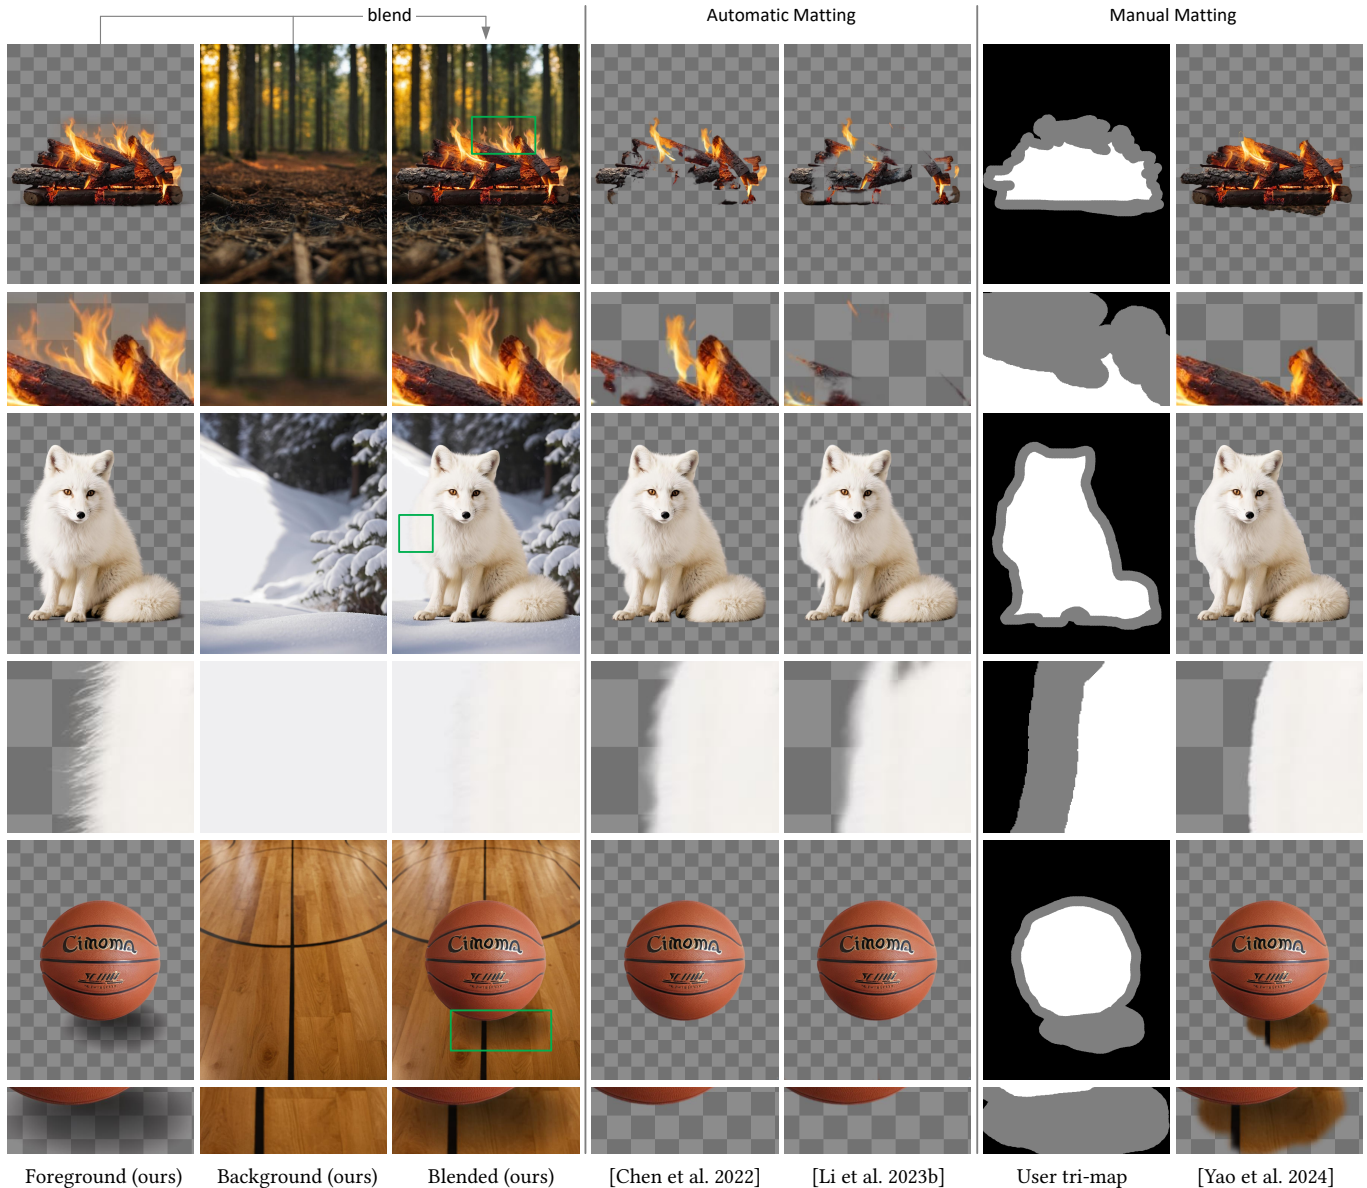 blend
Automatic Matting
Manual Matting
Cimoma
Cimoma
Cimoma
Cimoma
Cimoma
Foreground (ours)
Background (ours)
Blended (ours)
[Chen et al. 2022]
[Li et al. 2023b]
User tri-map
[Yao et al. 2024]